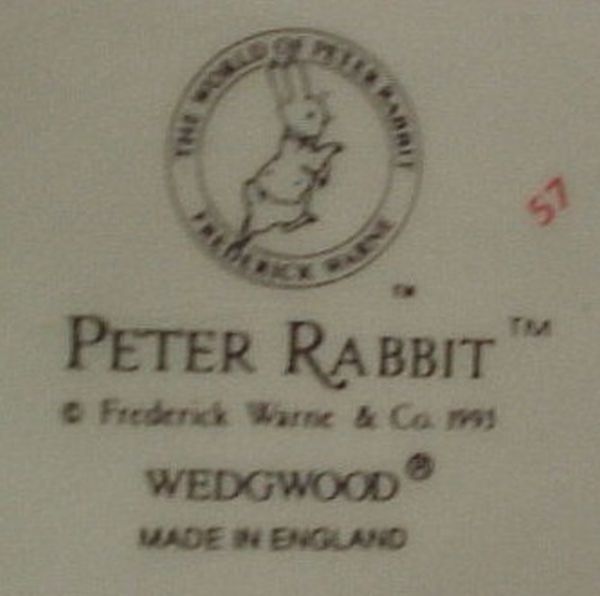 THE WORLD OF PETER RABBIT
FREDERICK WARNE
TM
57
PETER RABBIT TM
© Frederick Warne & Co. 1993
WEDGWOOD ®
MADE IN ENGLAND